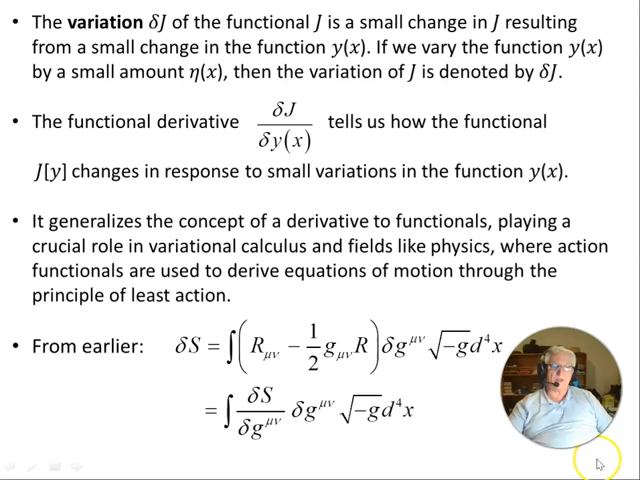 • The variation δJ of the functional J is a small change in J resulting
from a small change in the function y(x). If we vary the function y(x)
by a small amount η(x), then the variation of J is denoted by δJ.
• The functional derivative δJ/δy(x) tells us how the functional
J[y] changes in response to small variations in the function y(x).
• It generalizes the concept of a derivative to functionals, playing a
crucial role in variational calculus and fields like physics, where action
functionals are used to derive equations of motion through the
principle of least action.
• From earlier: δS = ∫(R_μν − 1/2 g_μν R) δg^μν √−g d⁴x
= ∫ δS/δg^μν δg^μν √−g d⁴x